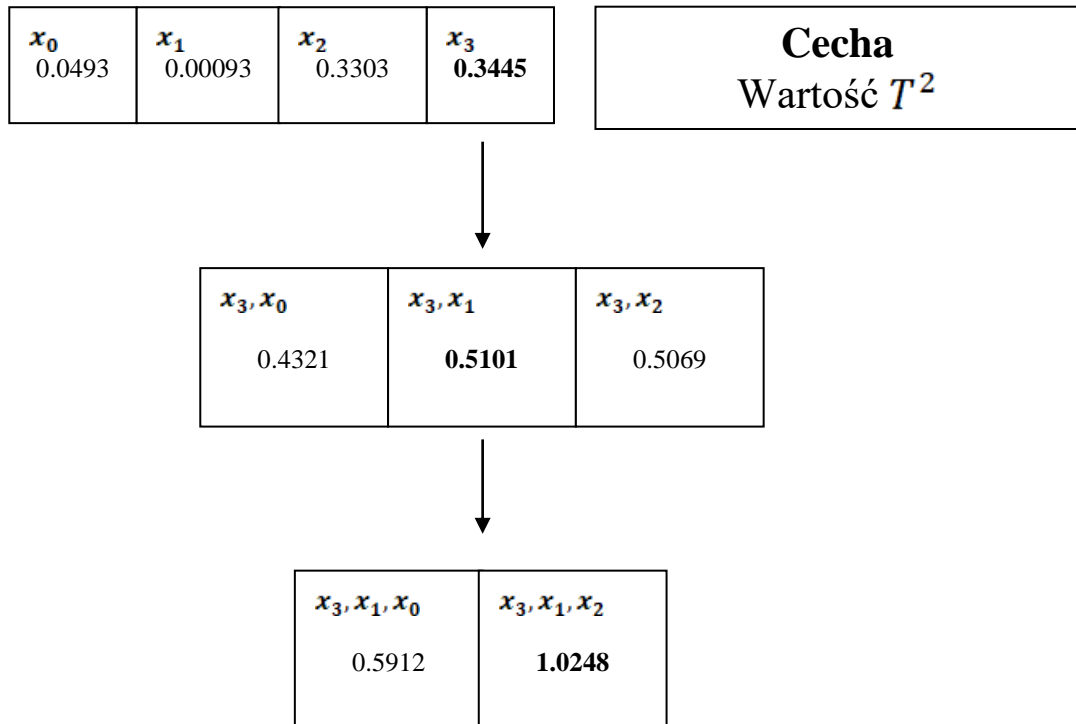 x₀ x₁ x₂ x₃
0.0493 0.00093 0.3303 0.3445
Cecha
Wartość T²
x₃, x₀ x₃, x₁ x₃, x₂
0.4321 0.5101 0.5069
x₃, x₁, x₀ x₃, x₁, x₂
0.5912 1.0248